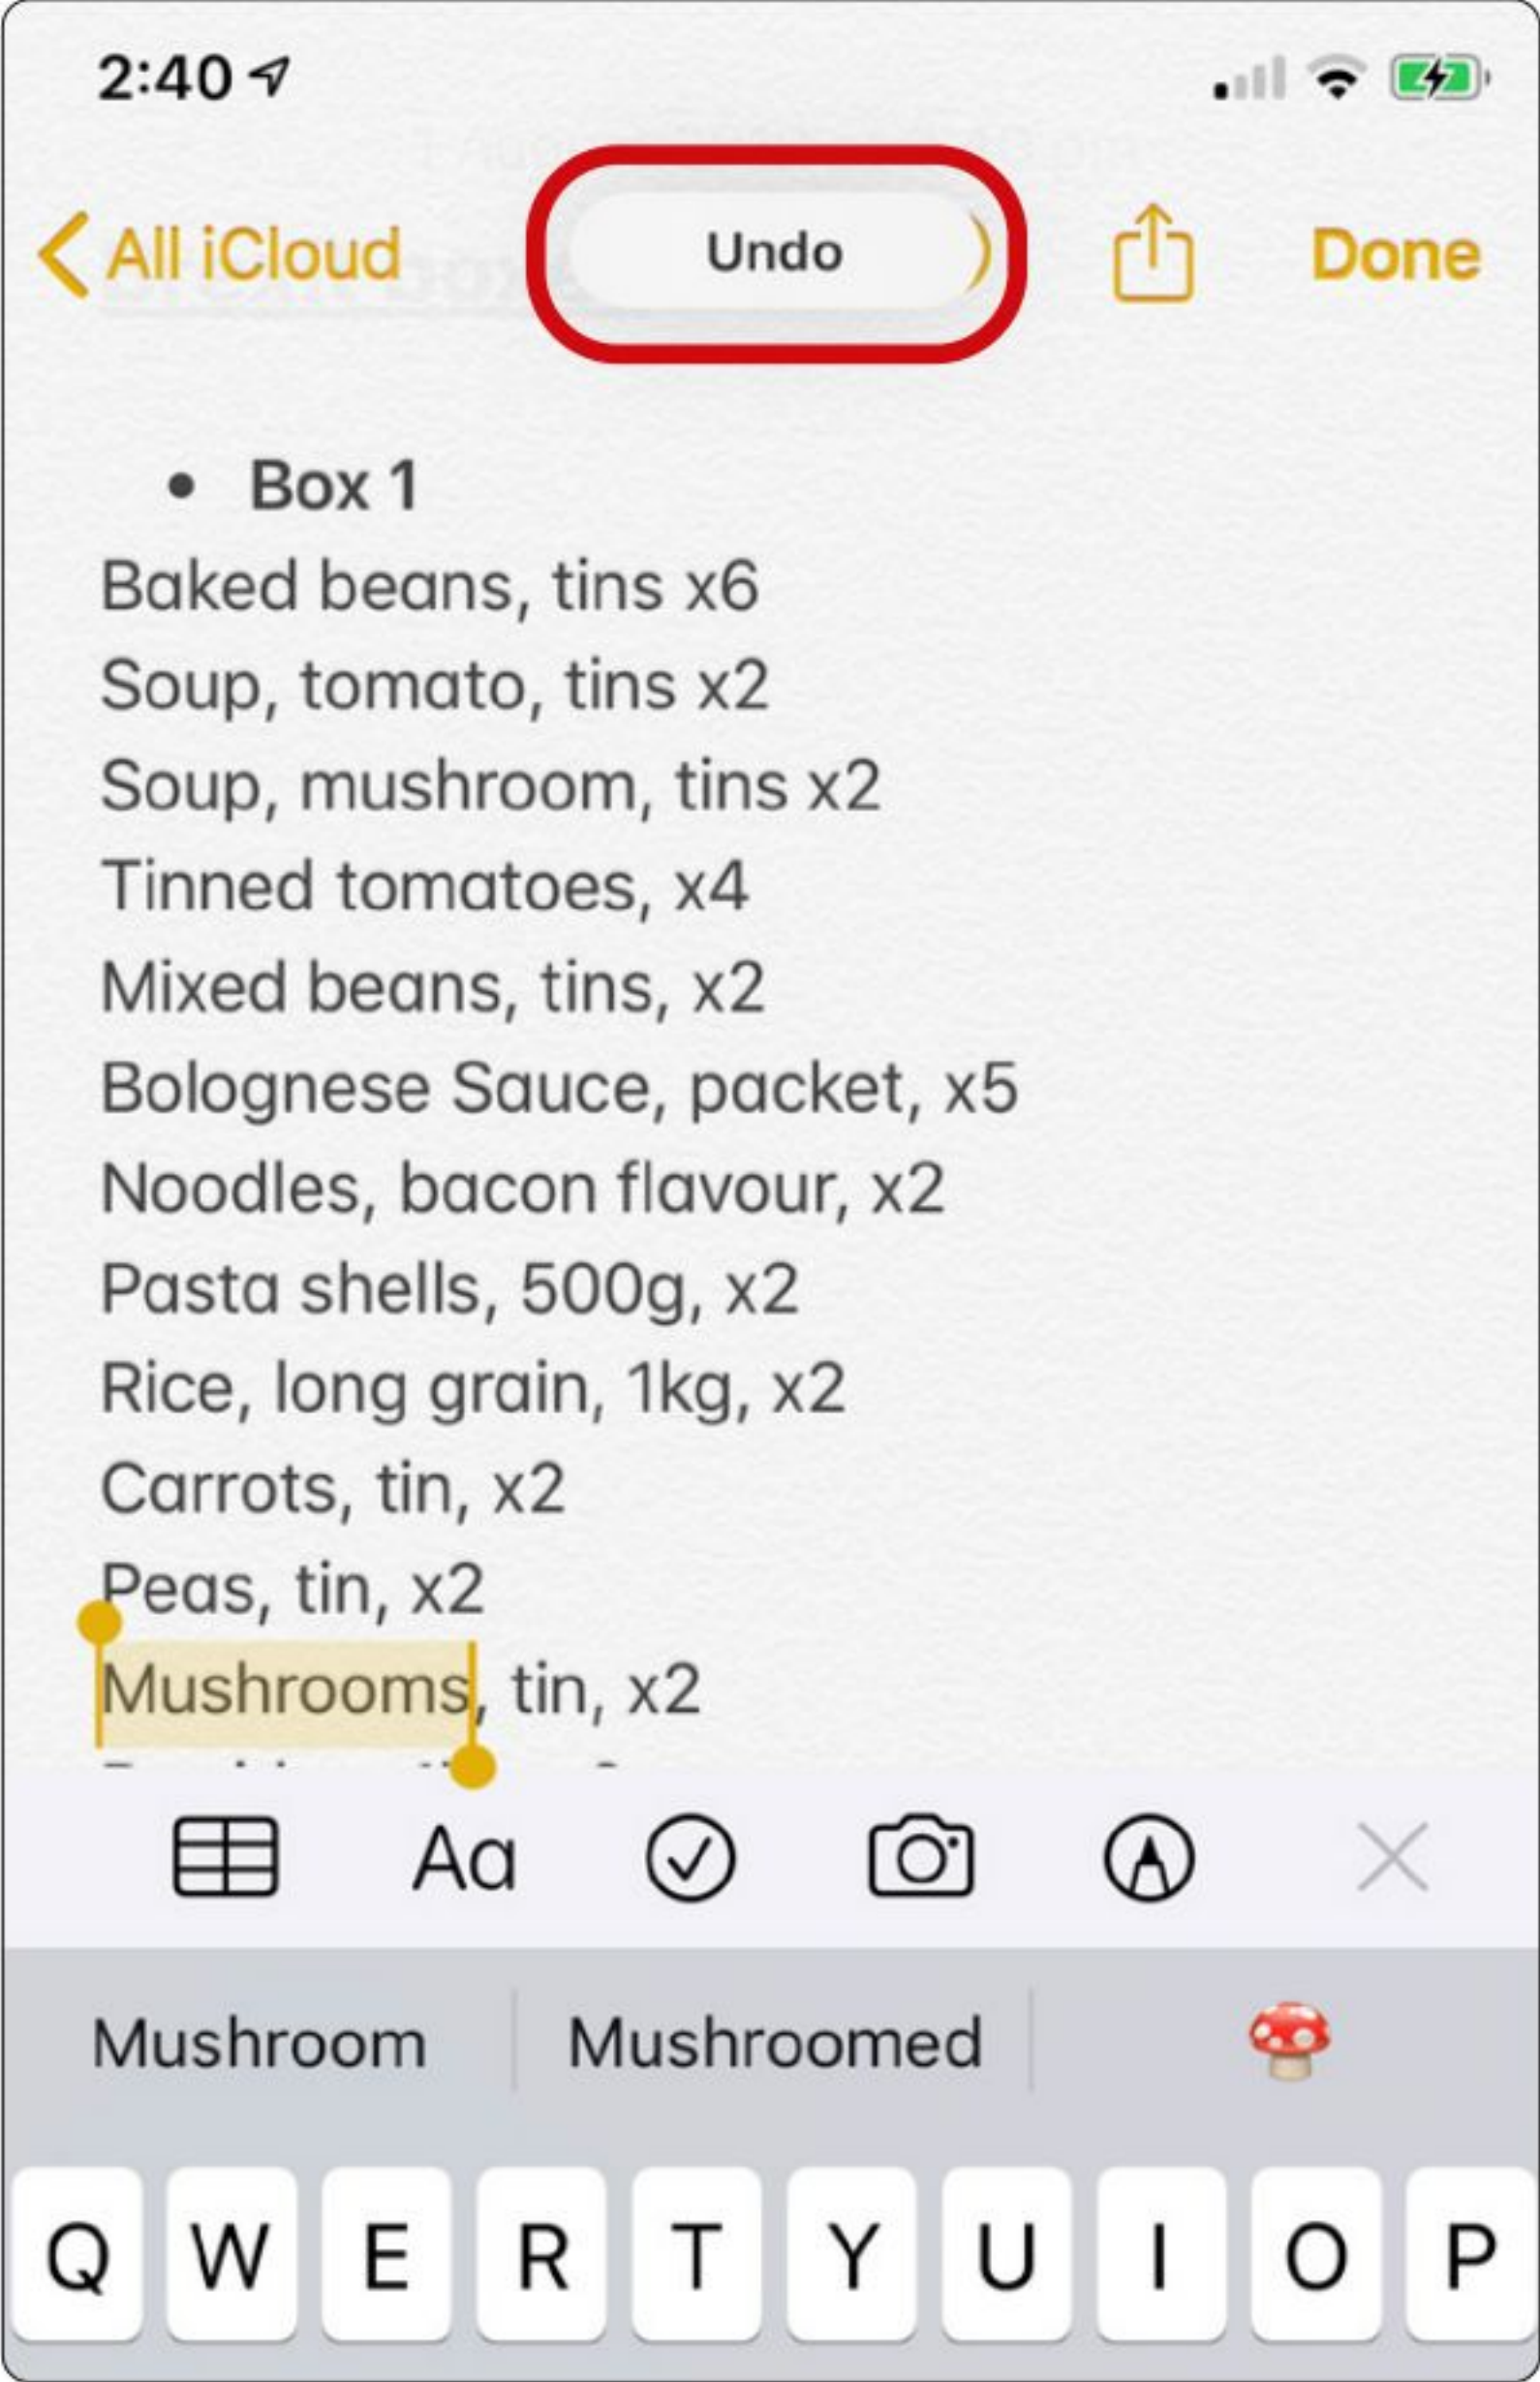 2:40
All iCloud
Undo
Done
• Box 1
Baked beans, tins x6
Soup, tomato, tins x2
Soup, mushroom, tins x2
Tinned tomatoes, x4
Mixed beans, tins, x2
Bolognese Sauce, packet, x5
Noodles, bacon flavour, x2
Pasta shells, 500g, x2
Rice, long grain, 1kg, x2
Carrots, tin, x2
Peas, tin, x2
Mushrooms, tin, x2
Aa
Mushroom Mushroomed
Q W E R T Y U I O P